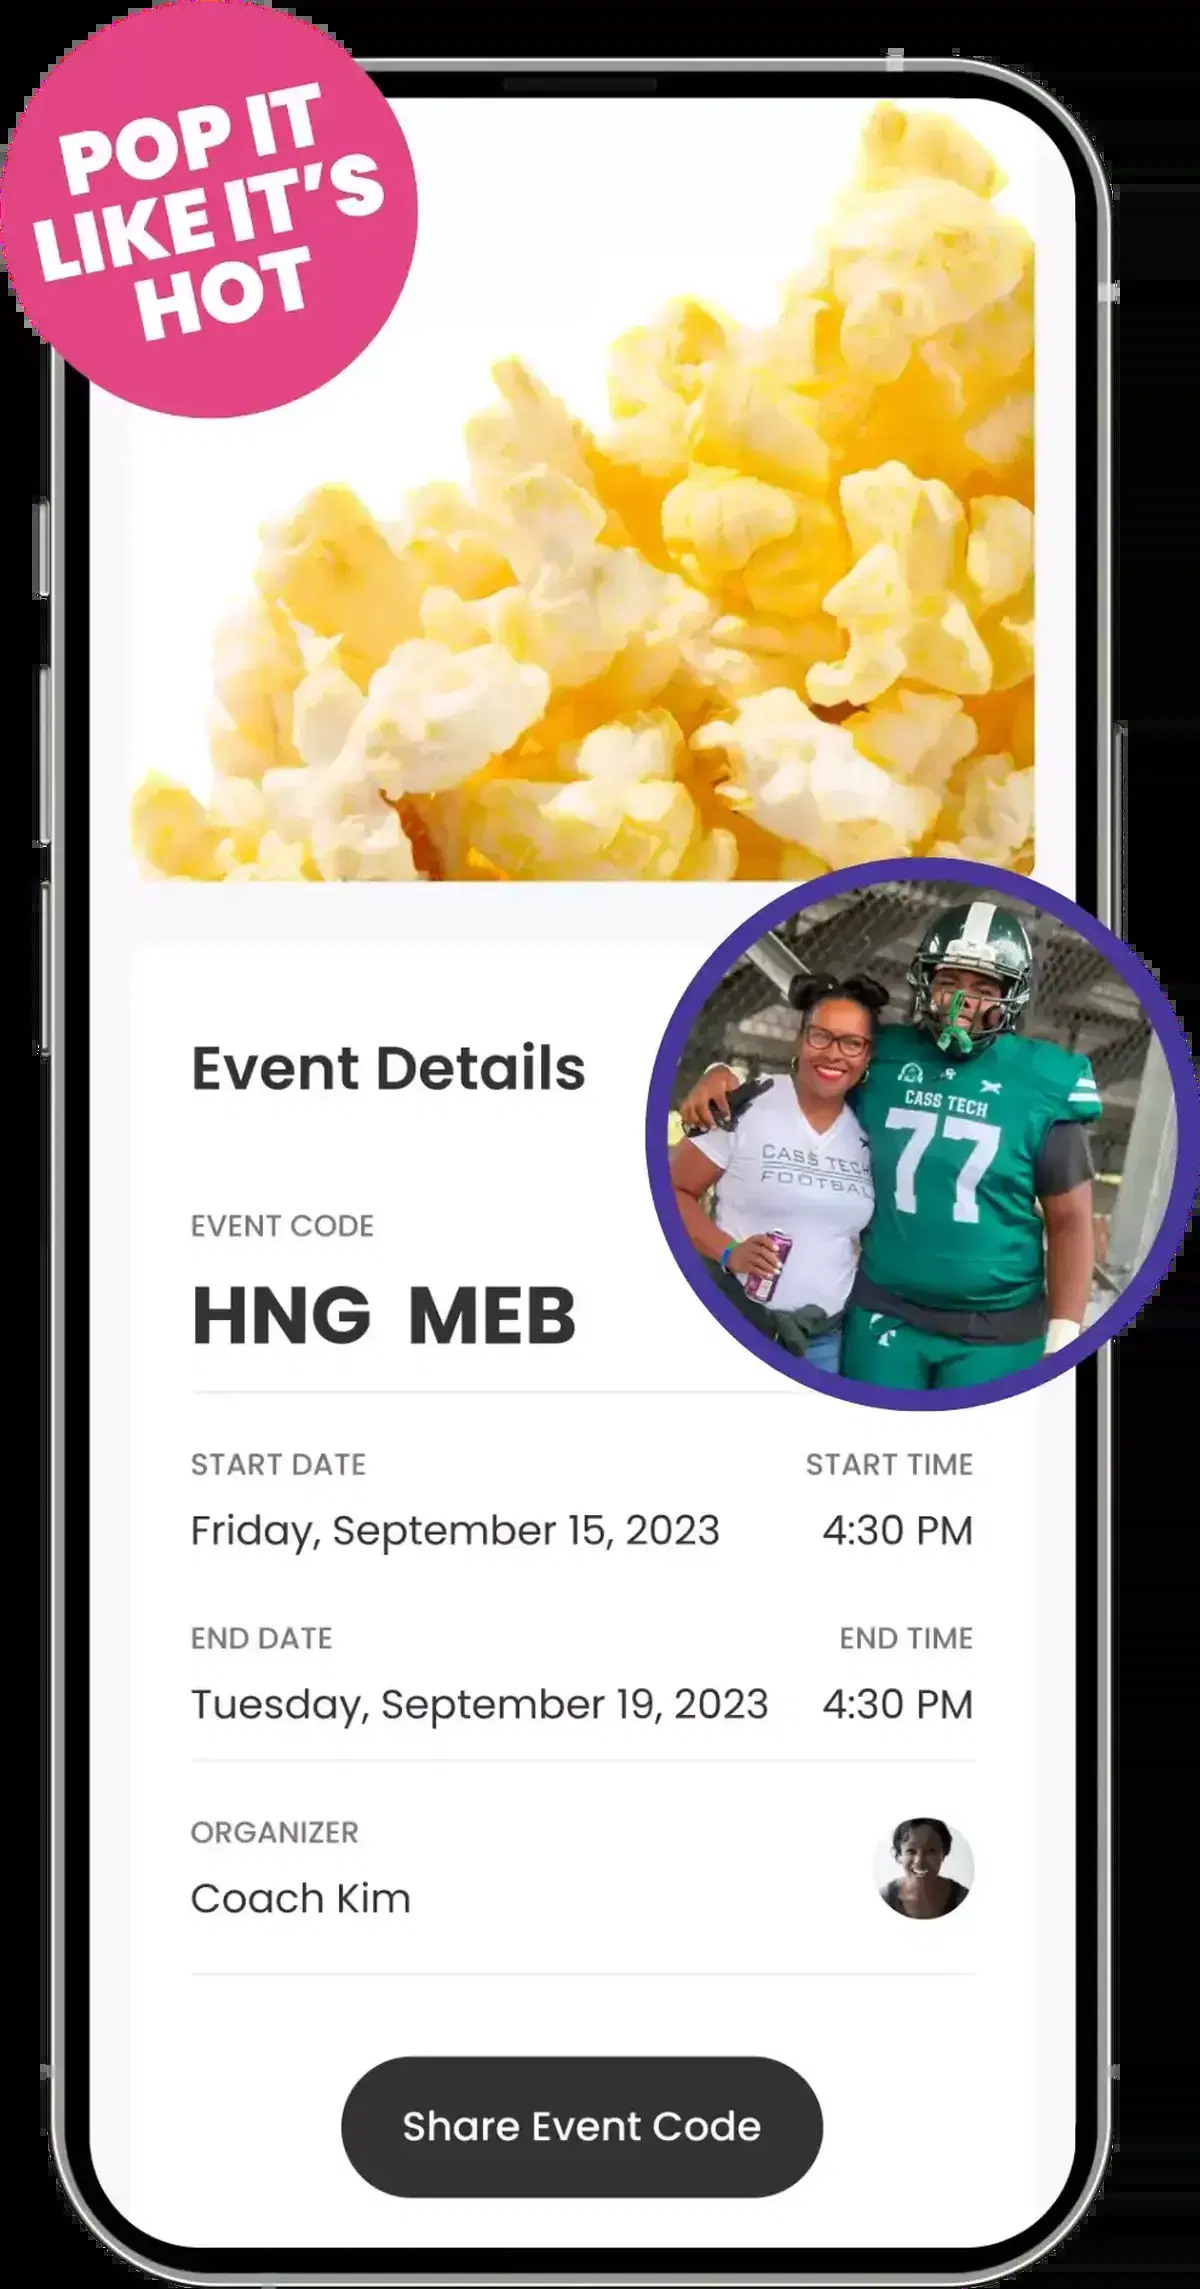 POP IT
LIKE IT'S
HOT
CASS TECH
77
CASS TECH
FOOTBAL
Event Details
EVENT CODE
HNG MEB
START DATE
START TIME
Friday, September 15, 2023
4:30 PM
END DATE
END TIME
Tuesday, September 19, 2023
4:30 PM
ORGANIZER
Coach Kim
Share Event Code